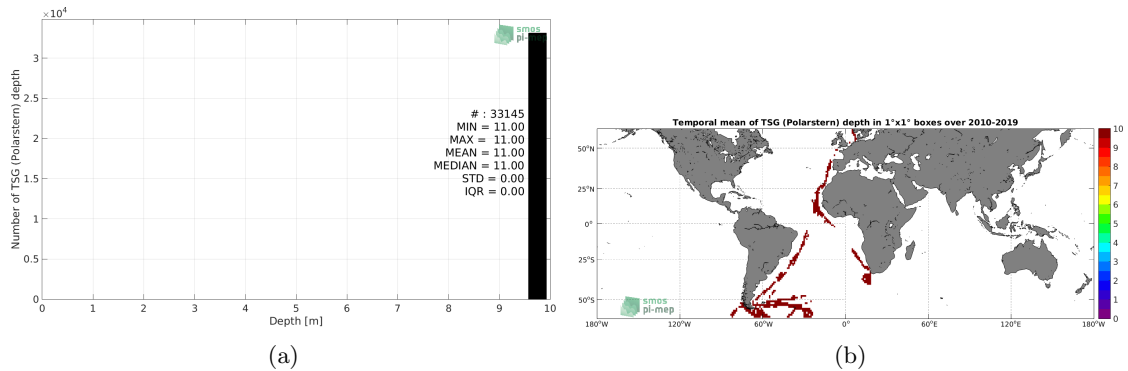 ×10⁴
smos
pi-mep
Number of TSG (Polarstern) depth
3
2.5
2
1.5
1
0.5
0
# : 33145
MIN = 11.00
MAX = 11.00
MEAN = 11.00
MEDIAN = 11.00
STD = 0.00
IQR = 0.00
0 1 2 3 4 5 6 7 8 9 10
Depth [m]
(a)
Temporal mean of TSG (Polarstern) depth in 1°x1° boxes over 2010-2019
50°N
25°N
0°
25°S
50°S
smos
pi-mep
180°W 120°W 60°W 0° 60°E 120°E 180°W
10
9
8
7
6
5
4
3
2
1
0
(b)